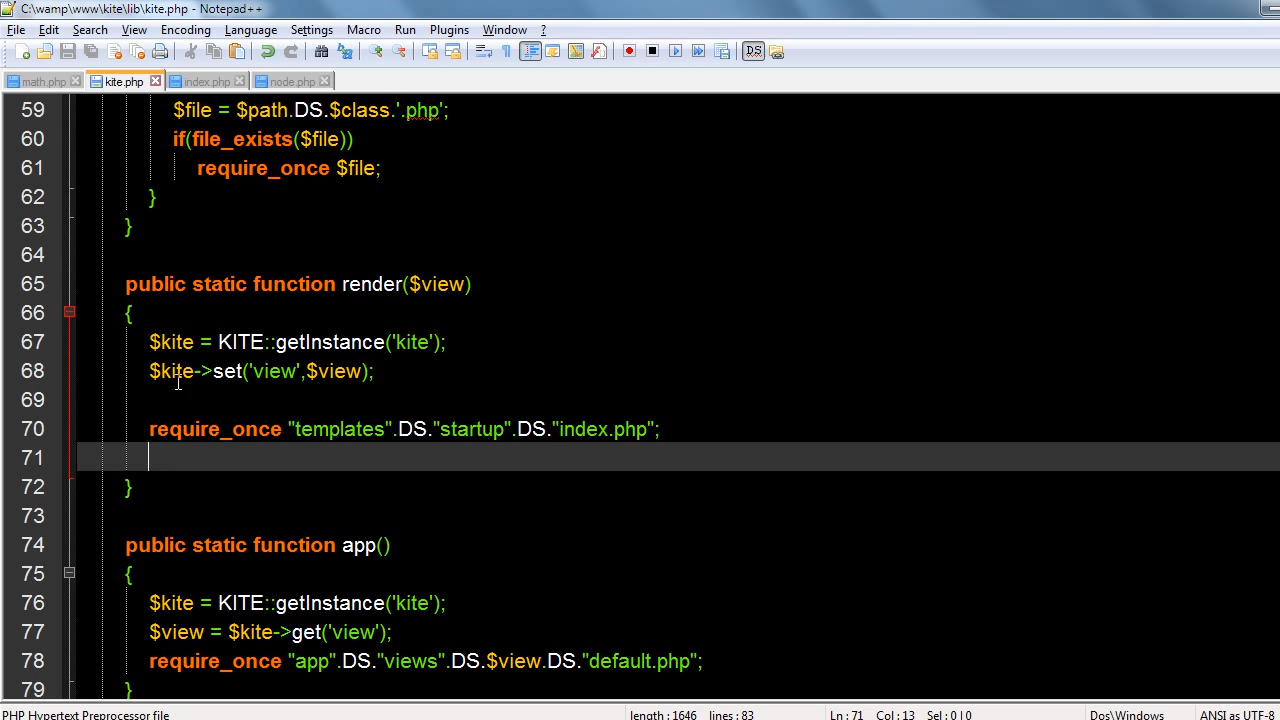 C:\wamp\www\kite\lib\kite.php - Notepad++
File Edit Search View Encoding Language Settings Macro Run Plugins Window ?
math.php kite.php index.php node.php
59 $file = $path.DS.$class.'.php';
60 if(file_exists($file))
61 require_once $file;
62 }
63 }
64
65 public static function render($view)
66 {
67 $kite = KITE::getInstance('kite');
68 $kite->set('view',$view);
69
70 require_once "templates".DS."startup".DS."index.php";
71
72 }
73
74 public static function app()
75 {
76 $kite = KITE::getInstance('kite');
77 $view = $kite->get('view');
78 require_once "app".DS."views".DS.$view.DS."default.php";
79 }
PHP Hypertext Preprocessor file length : 1646 lines : 83 Ln : 71 Col : 13 Sel : 0 | 0 Dos\Windows ANSI as UTF-8